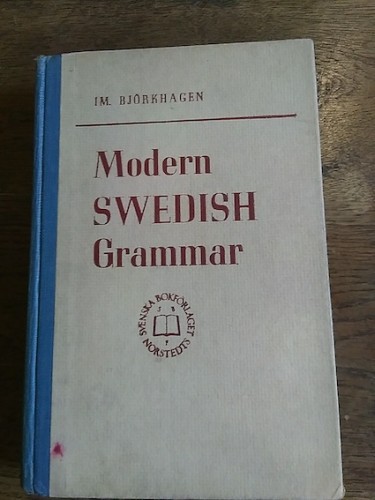 IM. BJÖRKHAGEN
Modern
SWEDISH
Grammar
SVENSKA BOKFÖRLAGET
NORSTEDTS